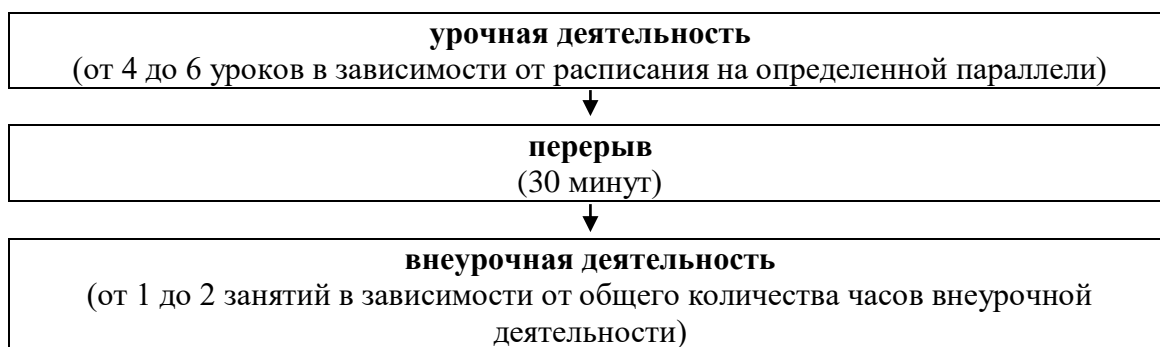 урочная деятельность
(от 4 до 6 уроков в зависимости от расписания на определенной параллели)
перерыв
(30 минут)
внеурочная деятельность
(от 1 до 2 занятий в зависимости от общего количества часов внеурочной
деятельности)